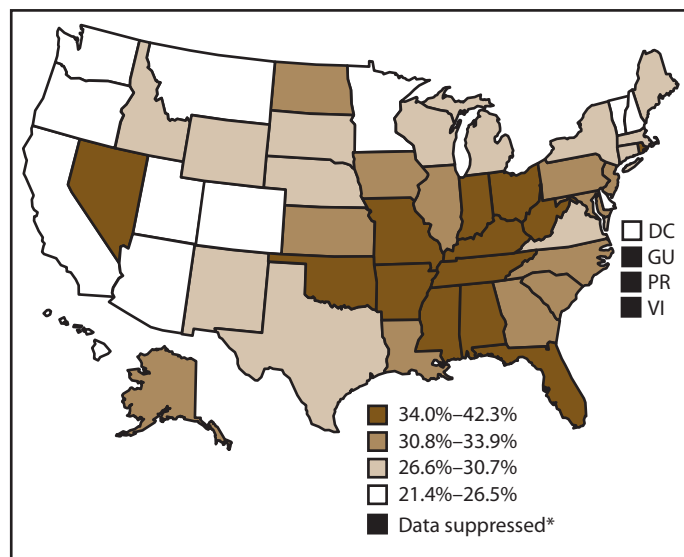 DC
GU
PR
VI
34.0%–42.3%
30.8%–33.9%
26.6%–30.7%
21.4%–26.5%
Data suppressed*